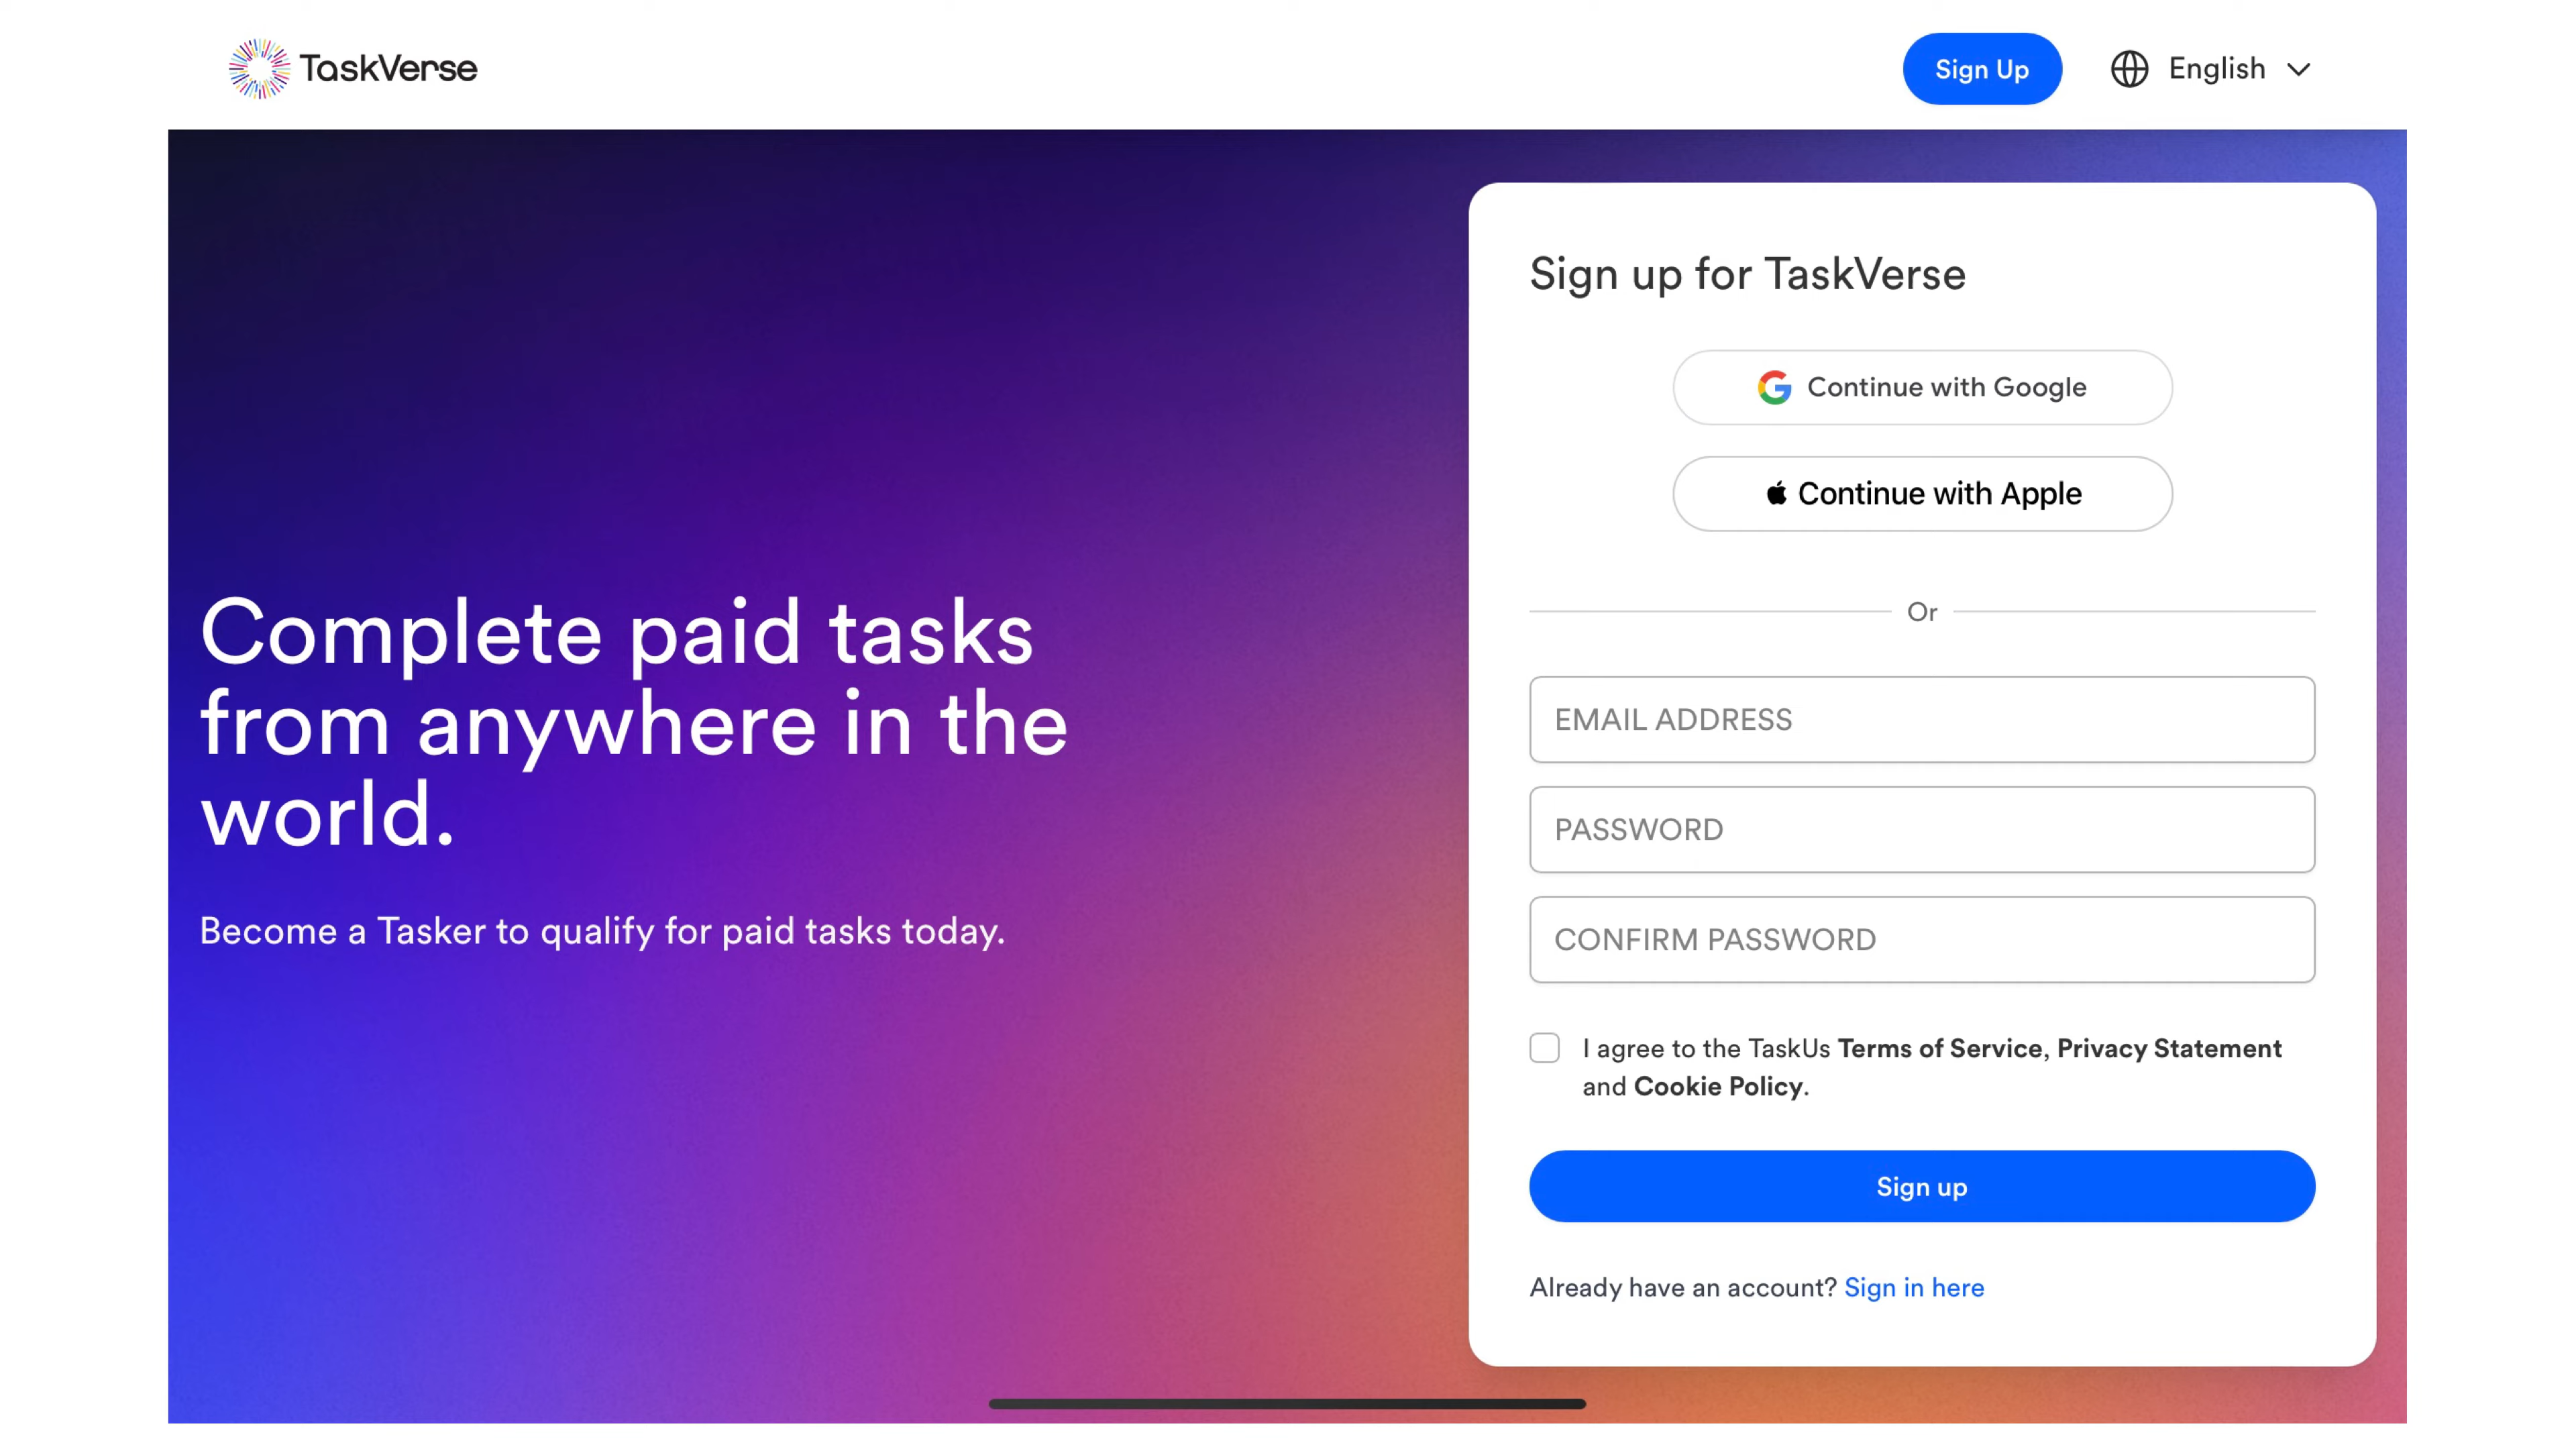 TaskVerse
Sign Up
English
Complete paid tasks
from anywhere in the
world.
Become a Tasker to qualify for paid tasks today.
Sign up for TaskVerse
Continue with Google
Continue with Apple
Or
EMAIL ADDRESS
PASSWORD
CONFIRM PASSWORD
I agree to the TaskUs Terms of Service, Privacy Statement
and Cookie Policy.
Sign up
Already have an account? Sign in here